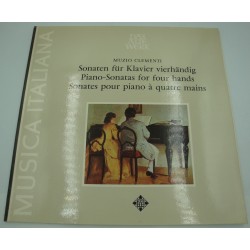 MUSICA ITALIANA
MUZIO CLEMENTI
Sonaten für Klavier vierhändig
Piano-Sonatas for four hands
Sonates pour piano à quatre mains